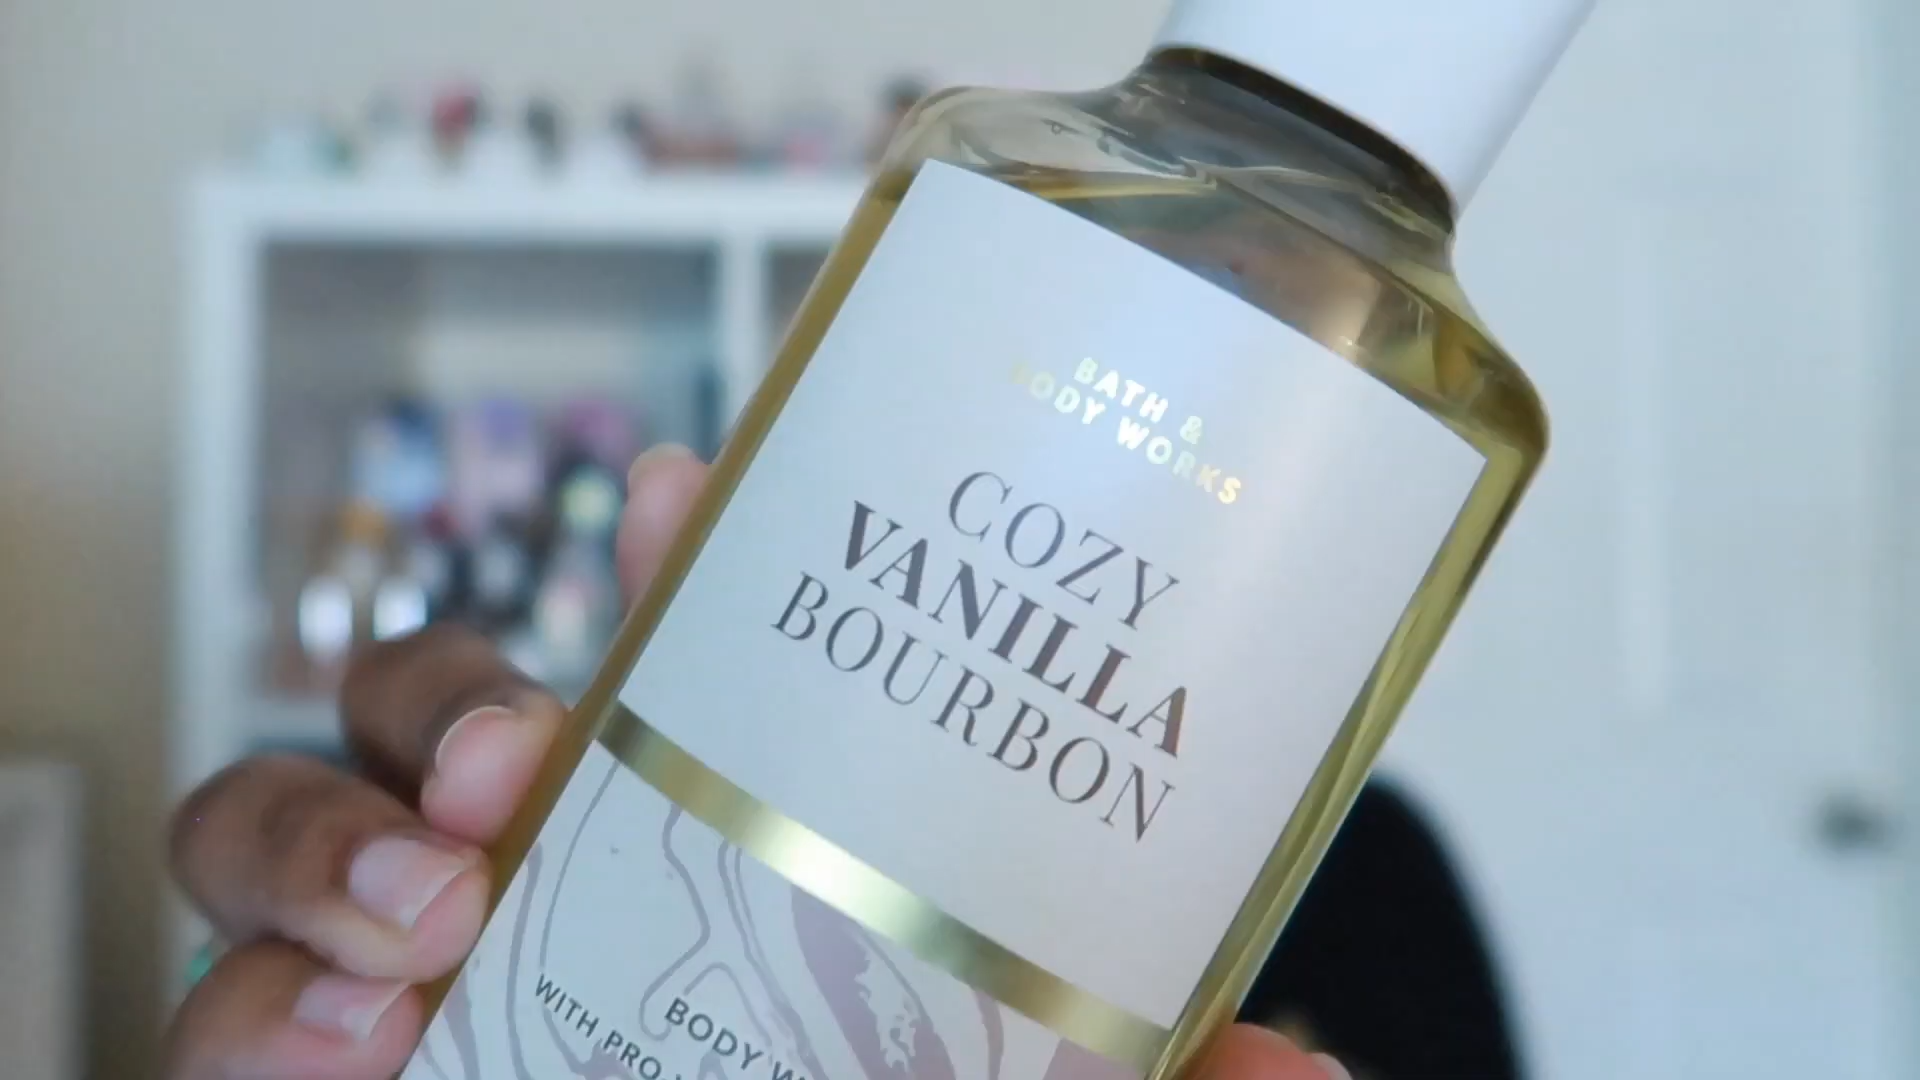 BATH &
BODY WORKS
COZY
VANILLA
BOURBON
BODY
WITH